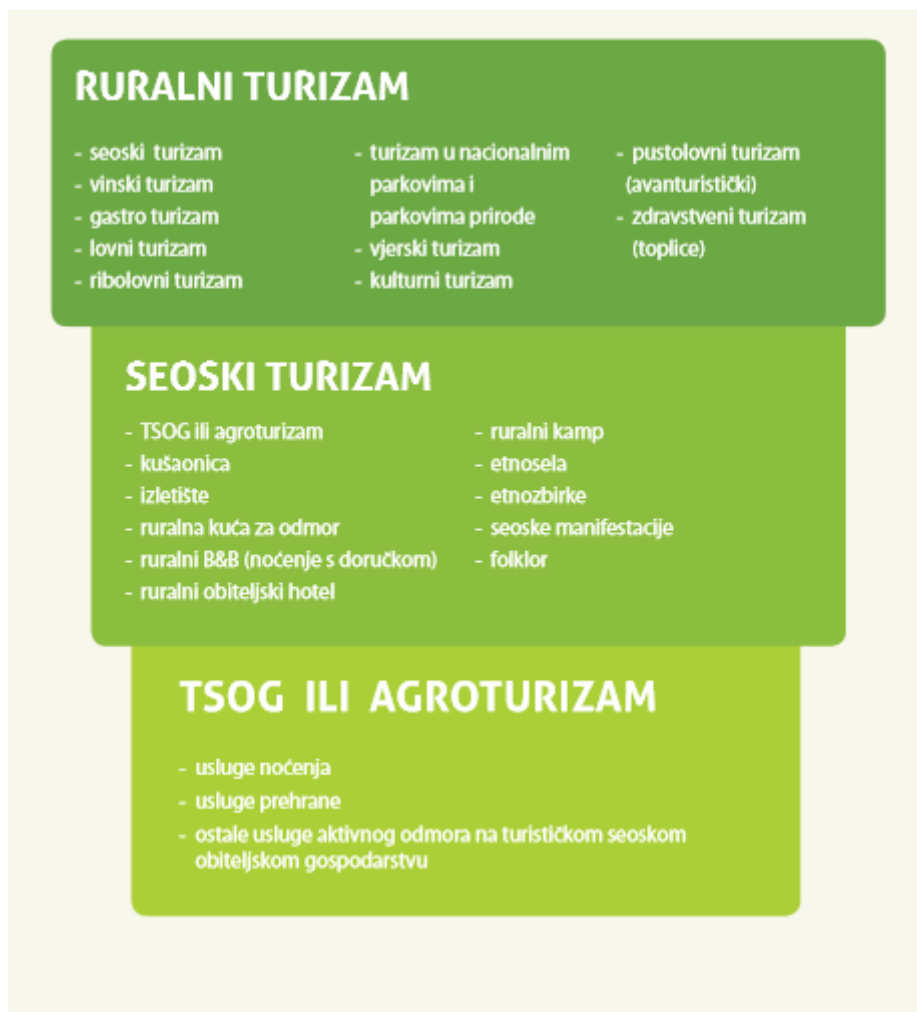 RURALNI TURIZAM
- seoski turizam
- vinski turizam
- gastro turizam
- lovni turizam
- ribolovni turizam
- turizam u nacionalnim
parkovima i
parkovima prirode
- vjerski turizam
- kulturni turizam
- pustolovni turizam
(avanturistički)
- zdravstveni turizam
(toplice)
SEOSKI TURIZAM
- TSOG ili agroturizam
- kušaonica
- izletište
- ruralna kuća za odmor
- ruralni B&B (noćenje s doručkom)
- ruralni obiteljski hotel
- ruralni kamp
- etnosela
- etnozbirke
- seoske manifestacije
- folklor
TSOG ILI AGROTURIZAM
- usluge noćenja
- usluge prehrane
- ostale usluge aktivnog odmora na turističkom seoskom
obiteljskom gospodarstvu